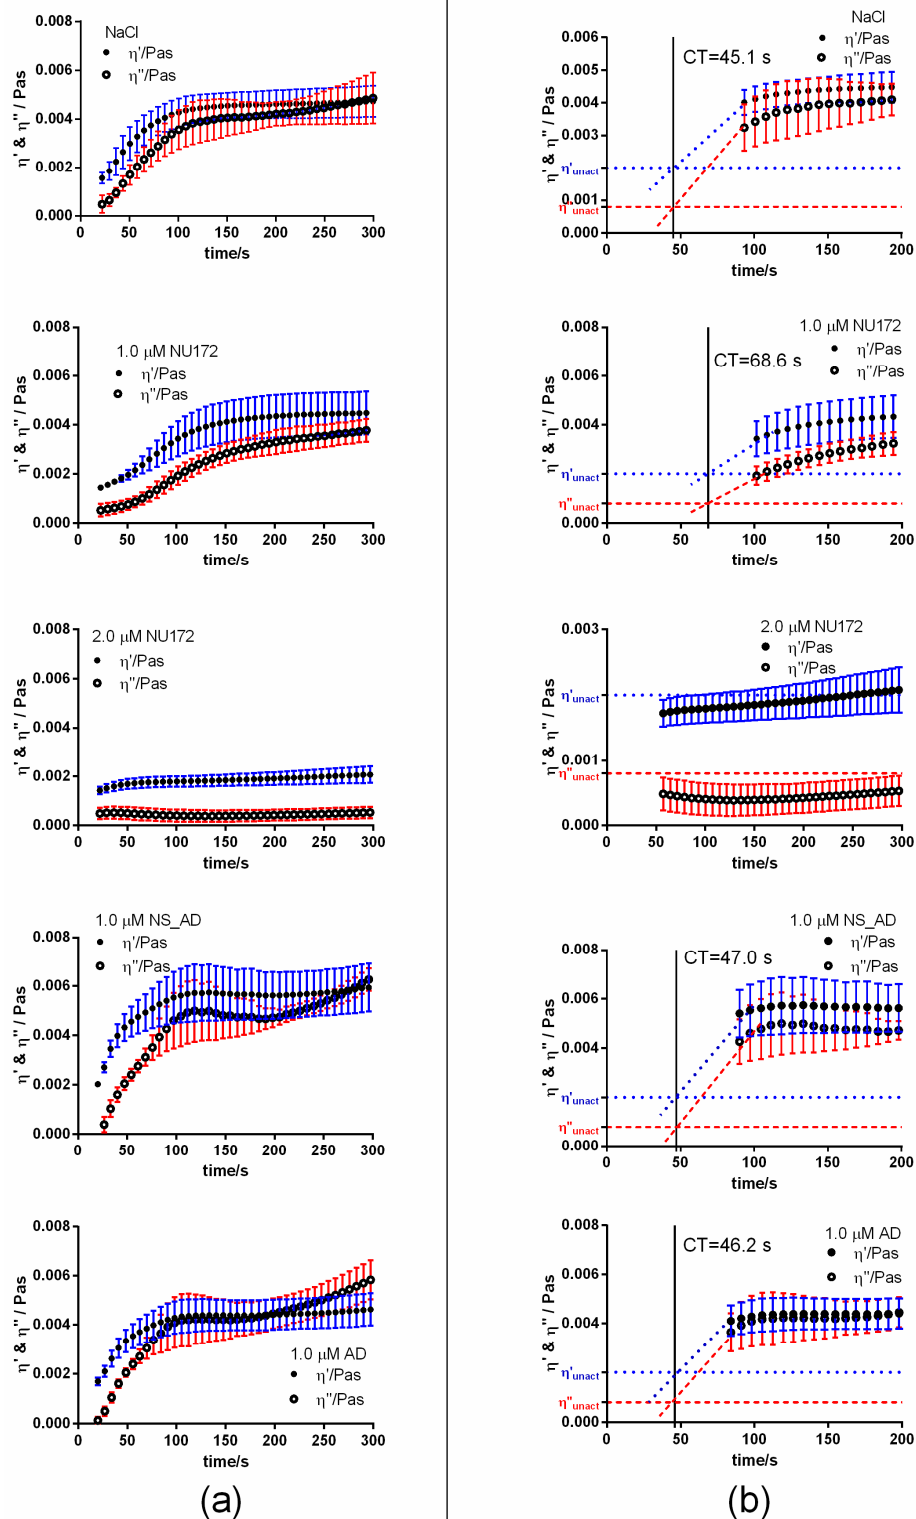 NaCl
η'/Pas
η''/Pas
0.008
0.006
0.004
0.002
0.000
η' & η'' / Pas
0 50 100 150 200 250 300
time/s
NaCl
η'/Pas
η''/Pas
CT=45.1 s
0.006
0.005
0.004
0.003
η'unact
0.001
η''unact
0.000
η' & η'' / Pas
0 50 100 150 200
time/s
1.0 μM NU172
η'/Pas
η''/Pas
0.008
0.006
0.004
0.002
0.000
η' & η'' / Pas
0 50 100 150 200 250 300
time/s
1.0 μM NU172
η'/Pas
η''/Pas
CT=68.6 s
0.008
0.006
0.004
η'unact
η''unact
0.000
η' & η'' / Pas
0 50 100 150 200
time/s
2.0 μM NU172
η'/Pas
η''/Pas
0.008
0.006
0.004
0.002
0.000
η' & η'' / Pas
0 50 100 150 200 250 300
time/s
2.0 μM NU172
η'/Pas
η''/Pas
0.003
η'unact
0.001
η''unact
0.000
η' & η'' / Pas
0 50 100 150 200 250 300
time/s
1.0 μM NS_AD
η'/Pas
η''/Pas
0.008
0.006
0.004
0.002
0.000
η' & η'' / Pas
0 50 100 150 200 250 300
time/s
1.0 μM NS_AD
η'/Pas
η''/Pas
CT=47.0 s
0.008
0.006
0.004
η'unact
η''unact
0.000
η' & η'' / Pas
0 50 100 150 200
time/s
1.0 μM AD
η'/Pas
η''/Pas
0.008
0.006
0.004
0.002
0.000
η' & η'' / Pas
0 50 100 150 200 250 300
time/s
1.0 μM AD
η'/Pas
η''/Pas
CT=46.2 s
0.008
0.006
0.004
η'unact
η''unact
0.000
η' & η'' / Pas
0 50 100 150 200
time/s
(a)
(b)